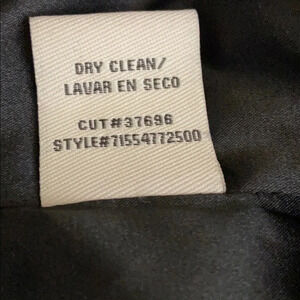 DRY CLEAN/
LAVAR EN SECO
CUT#37696
STYLE#71554772500